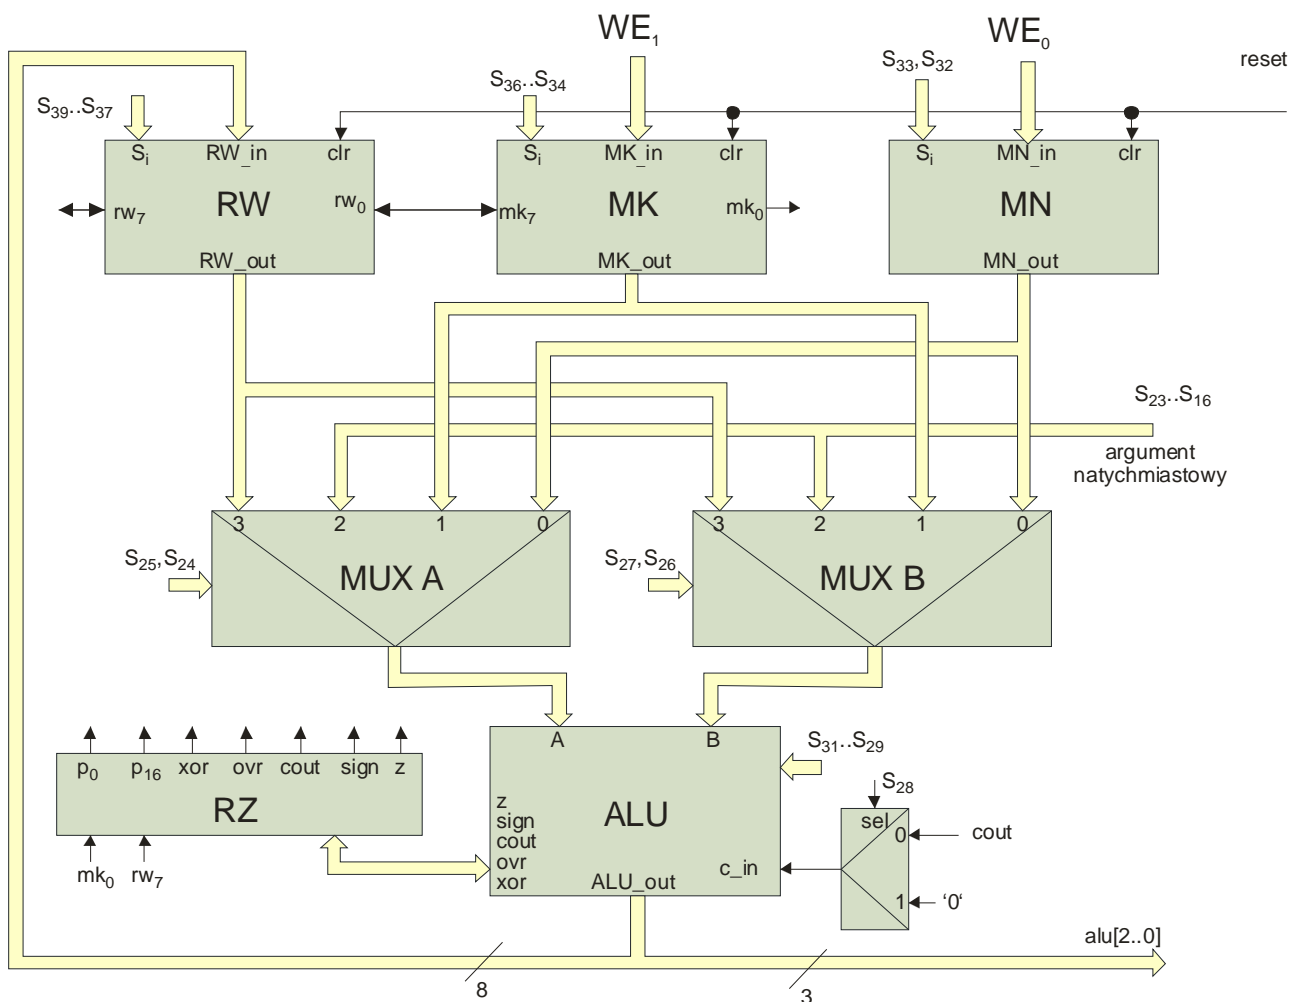 WE₁
WE₀
S₃₃,S₃₂
reset
S₃₆..S₃₄
S₃₉..S₃₇
Sᵢ RW_in clr
Sᵢ MK_in clr
Sᵢ MN_in clr
rw₇ RW rw₀
mk₇ MK mk₀
MN
RW_out
MK_out
MN_out
S₂₃..S₁₆
argument
natychmiastowy
3 2 1 0
3 2 1 0
S₂₅,S₂₄
MUX A
S₂₇,S₂₆
MUX B
A B
S₃₁..S₂₉
p₀ p₁₆ xor ovr cout sign z
RZ
mk₀ rw₇
S₂₈
z
sign
cout
ovr
xor
ALU
c_in
ALU_out
sel
0
cout
1
‘0‘
alu[2..0]
8
3